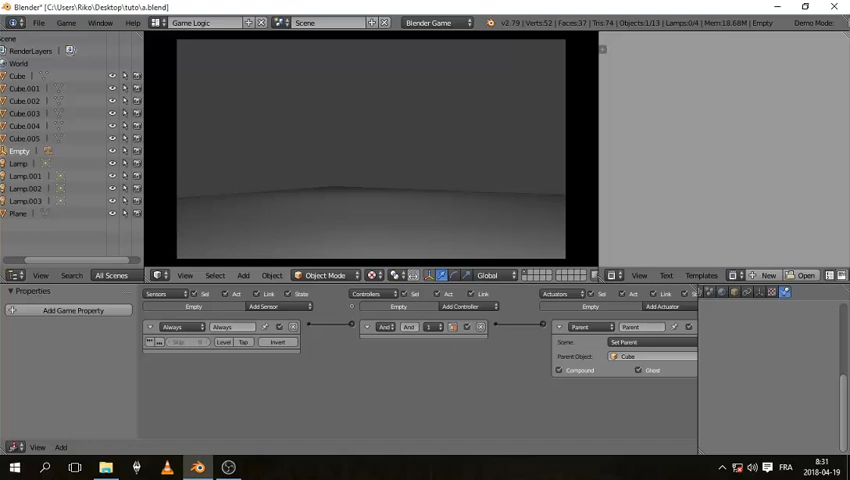 Blender* [C:\Users\Riko\Desktop\tuto\a.blend]
File Game Window Help Game Logic Scene Blender Game v2.79 | Verts:52 | Faces:37 | Tris:74 | Objects:1/13 | Lamps:0/4 | Mem:18.68M | Empty Demo Mode:
Scene
RenderLayers
World
Cube
Cube.001
Cube.002
Cube.003
Cube.004
Cube.005
Empty
Lamp
Lamp.001
Lamp.002
Lamp.003
Plane
View Search All Scenes View Select Add Object Object Mode Global View Text Templates New Open
Properties
Add Game Property
Sensors Sel Act Link State Controllers Sel Act Link Actuators Sel Act Link
Empty Add Sensor Empty Add Controller Empty Add Actuator
Always Always And And 1 Parent Parent
Level Tap Invert Scene: Set Parent
Parent Object: Cube
Compound Ghost
View Add
FRA
8:31
2018-04-19